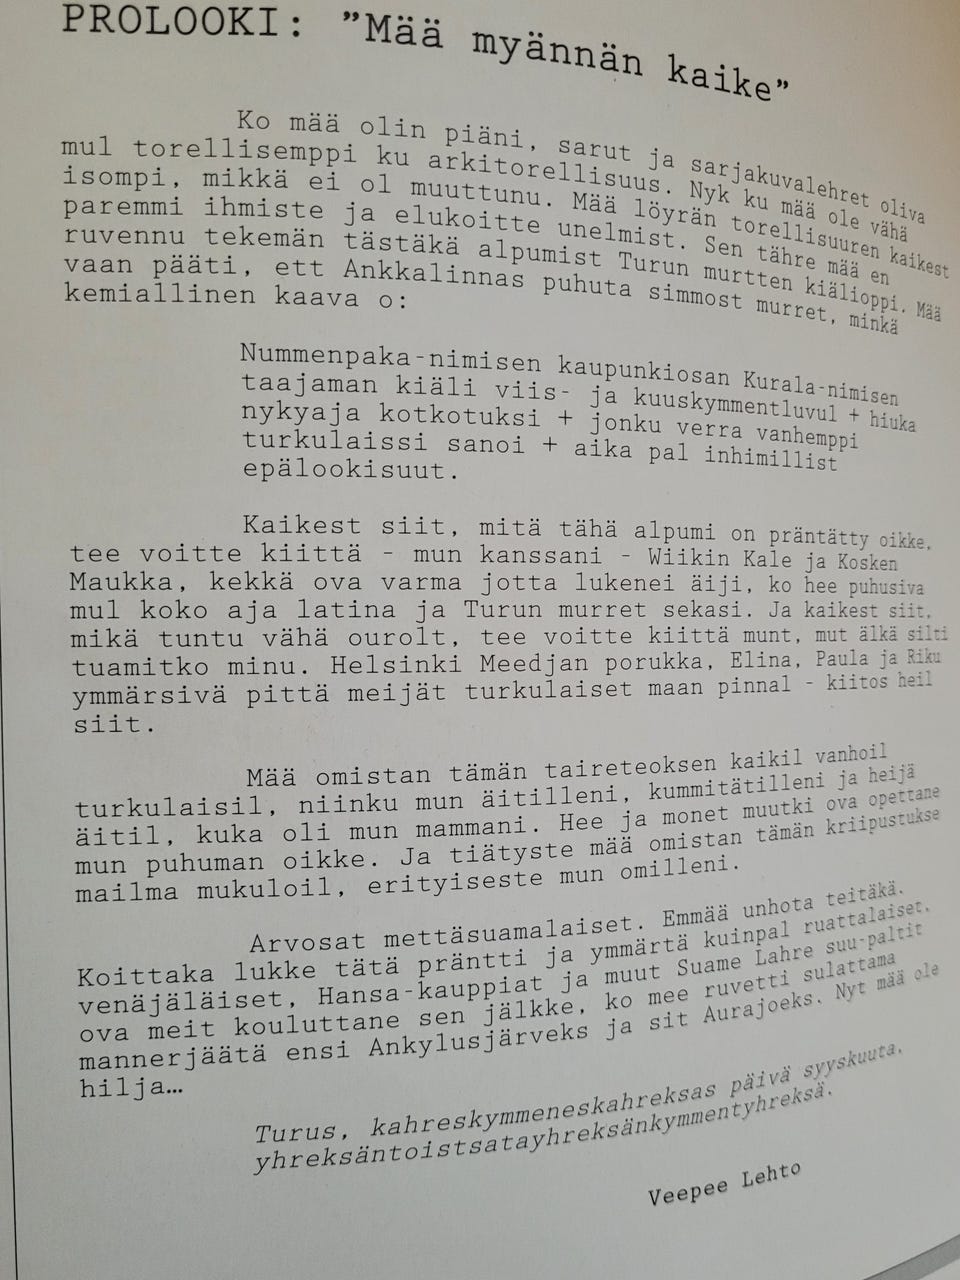 PROLOOKI: ”Mää myännän kaike”
Ko mää olin piäni, sarut ja sarjakuvalehret oliva
mul torellisemppi ku arkitorellisuus. Nyk ku mää ole vähä
isompi, mikkä ei ol muuttunu. Mää löyrän torellisuuren kaikest
paremmi ihmiste ja elukoitte unelmist. Sen tähre mää en
ruvennu tekemän tästäkä alpumist Turun murtten kiälioppi. Mää
vaan pääti, ett Ankkalinnas puhuta simmost murret, minkä
kemiallinen kaava o:
Nummenpaka-nimisen kaupunkiosan Kurala-nimisen
taajaman kiäli viis- ja kuuskymmentluvul + hiuka
nykyaja kotkotuksi + jonku verra vanhemppi
turkulaissi sanoi + aika pal inhimillist
epälookisuut.
Kaikest siit, mitä tähä alpumi on präntätty oikke,
tee voitte kiittä - mun kanssani - Wiikin Kale ja Kosken
Maukka, kekkä ova varma jotta lukenei äiji, ko hee puhusiva
mul koko aja latina ja Turun murret sekasi. Ja kaikest siit,
mikä tuntu vähä ourolt, tee voitte kiittä munt, mut älkä silti
tuamitko minu. Helsinki Meedjan porukka, Elina, Paula ja Riku
ymmärsivä pittä meijät turkulaiset maan pinnal - kiitos heil
siit.
Mää omistan tämän taireteoksen kaikil vanhoil
turkulaisil, niinku mun äitilleni, kummitätilleni ja heijä
äitil, kuka oli mun mammani. Hee ja monet muutki ova opettane
mun puhuman oikke. Ja tiätyste mää omistan tämän kriipustukse
mailma mukuloil, erityiseste mun omilleni.
Arvosat mettäsuamalaiset. Emmää unhota teitäkä.
Koittaka lukke tätä präntti ja ymmärtä kuinpal ruattalaiset,
venäjäläiset, Hansa-kauppiat ja muut Suame Lahre suu-paltit
ova meit kouluttane sen jälkke, ko mee ruvetti sulattama
mannerjäätä ensi Ankylusjärveks ja sit Aurajoeks. Nyt mää ole
hilja…
Turus, kahreskymmeneskahreksas päivä syyskuuta,
yhreksäntoistsatayhreksänkymmentyhreksä.
Veepee Lehto